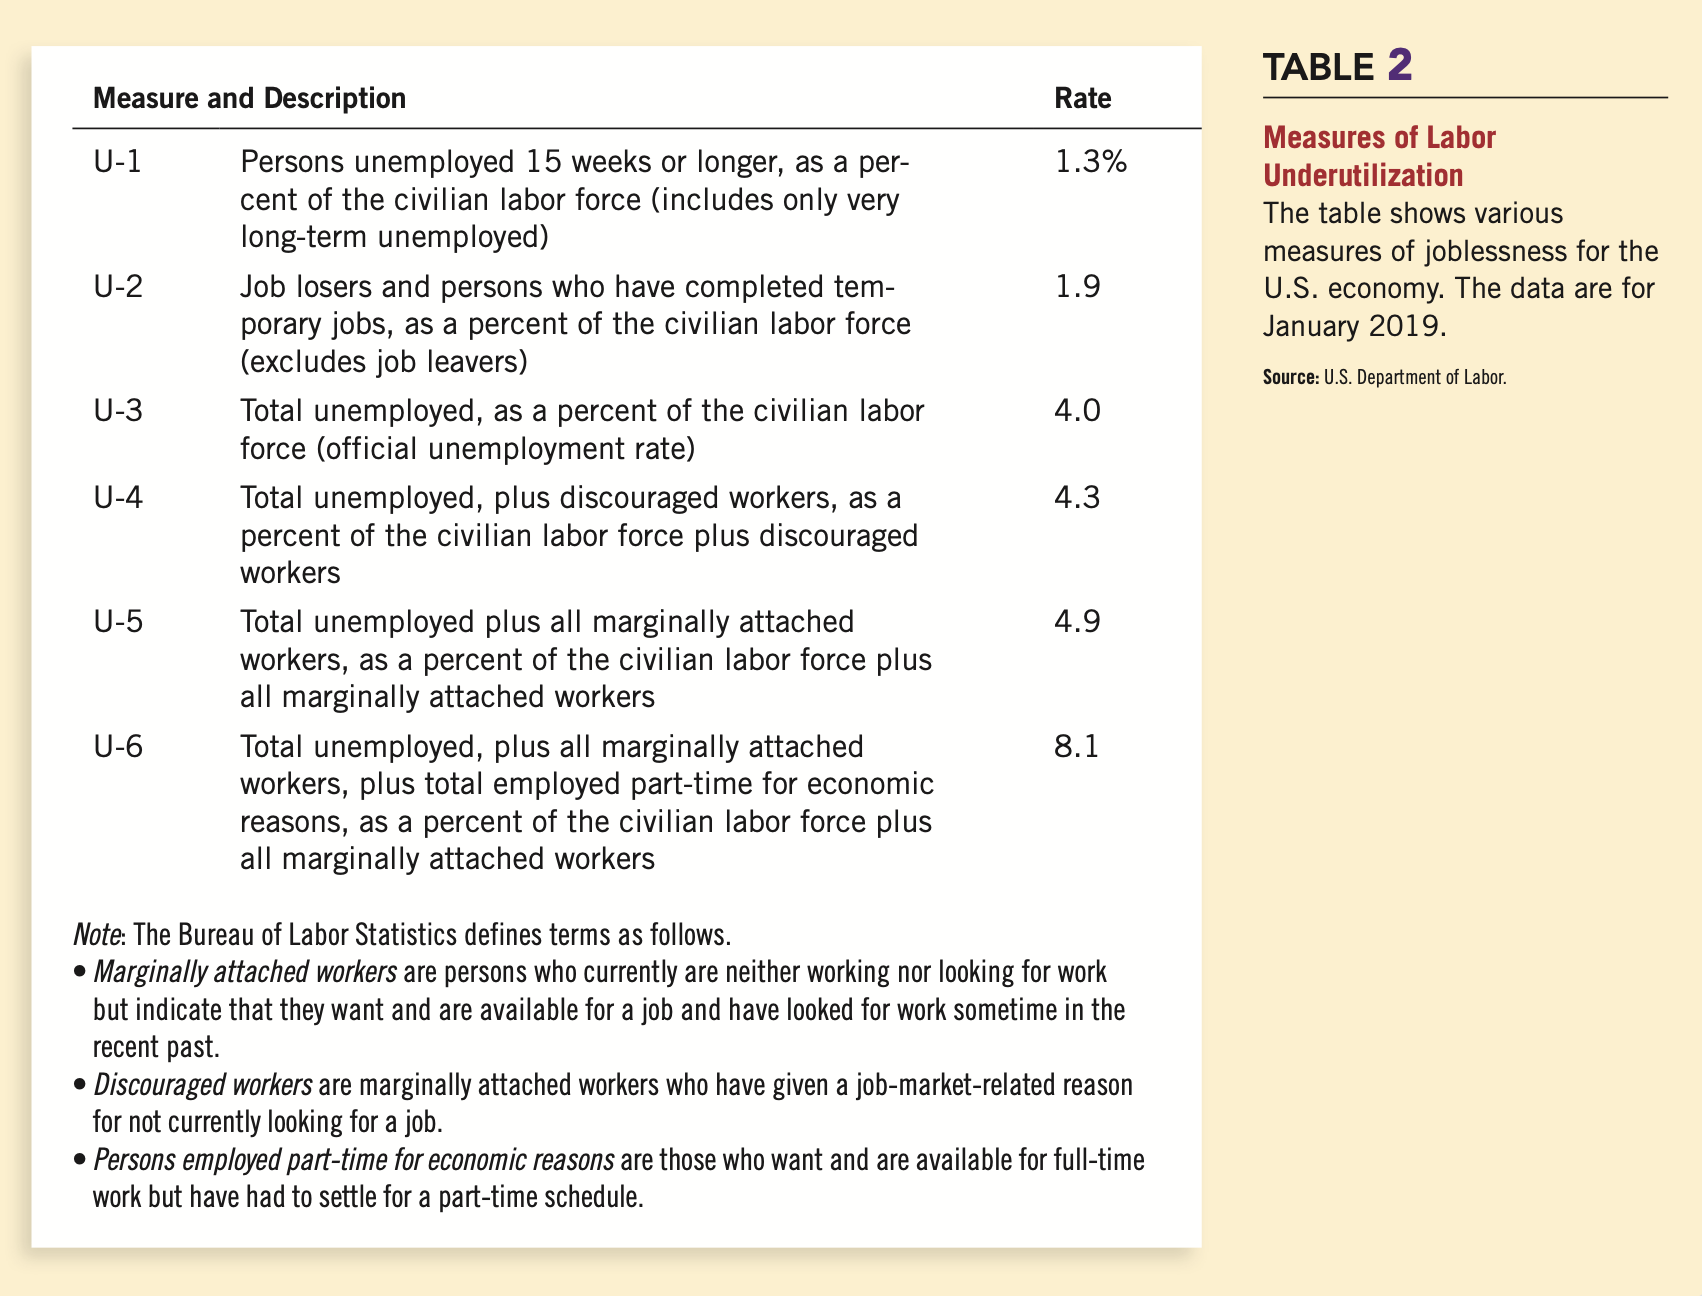 Measure and Description Rate
U-1 Persons unemployed 15 weeks or longer, as a per- 1.3%
cent of the civilian labor force (includes only very
long-term unemployed)
U-2 Job losers and persons who have completed tem- 1.9
porary jobs, as a percent of the civilian labor force
(excludes job leavers)
U-3 Total unemployed, as a percent of the civilian labor 4.0
force (official unemployment rate)
U-4 Total unemployed, plus discouraged workers, as a 4.3
percent of the civilian labor force plus discouraged
workers
U-5 Total unemployed plus all marginally attached 4.9
workers, as a percent of the civilian labor force plus
all marginally attached workers
U-6 Total unemployed, plus all marginally attached 8.1
workers, plus total employed part-time for economic
reasons, as a percent of the civilian labor force plus
all marginally attached workers
Note: The Bureau of Labor Statistics defines terms as follows.
• Marginally attached workers are persons who currently are neither working nor looking for work
but indicate that they want and are available for a job and have looked for work sometime in the
recent past.
• Discouraged workers are marginally attached workers who have given a job-market-related reason
for not currently looking for a job.
• Persons employed part-time for economic reasons are those who want and are available for full-time
work but have had to settle for a part-time schedule.
TABLE 2
Measures of Labor
Underutilization
The table shows various
measures of joblessness for the
U.S. economy. The data are for
January 2019.
Source: U.S. Department of Labor.